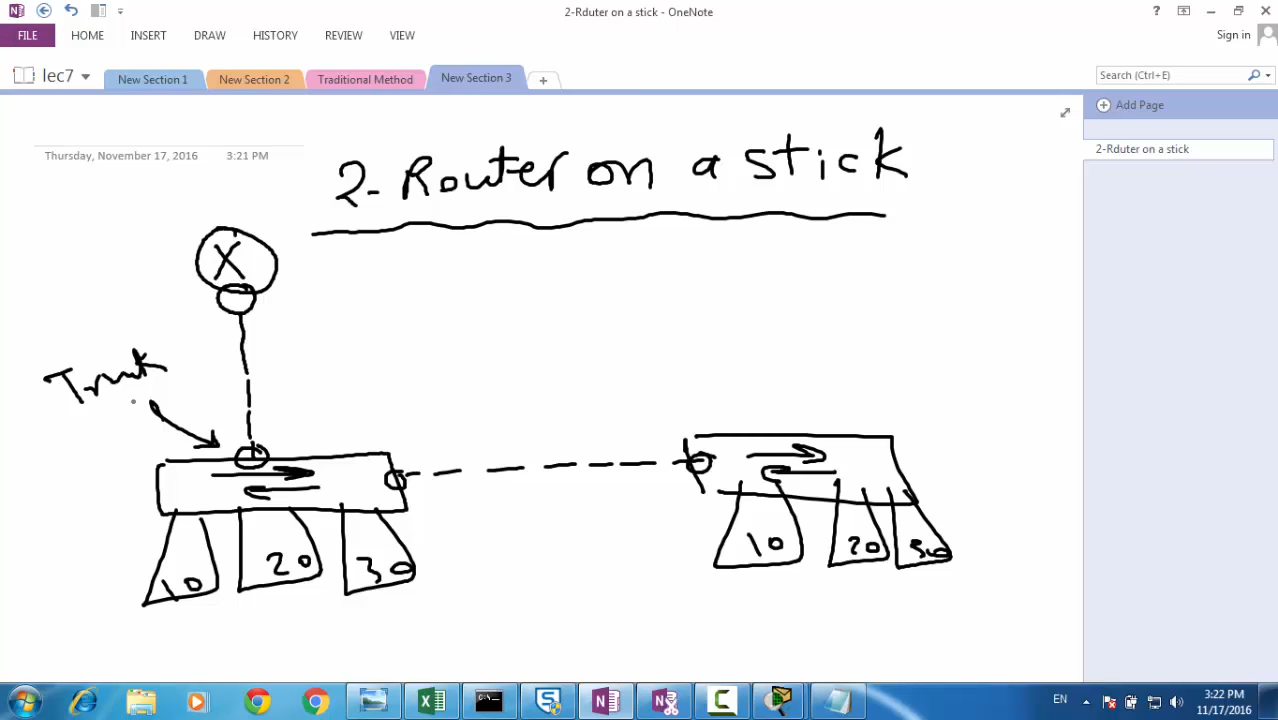 2-Rduter on a stick - OneNote
?
FILE HOME INSERT DRAW HISTORY REVIEW VIEW
Sign in
lec7 New Section 1 New Section 2 Traditional Method New Section 3 +
Search (Ctrl+E)
Add Page
2-Rduter on a stick
Thursday, November 17, 2016 3:21 PM
2- Router on a stick
X
Trunk
10 20 30
10 20 30
EN
3:22 PM
11/17/2016